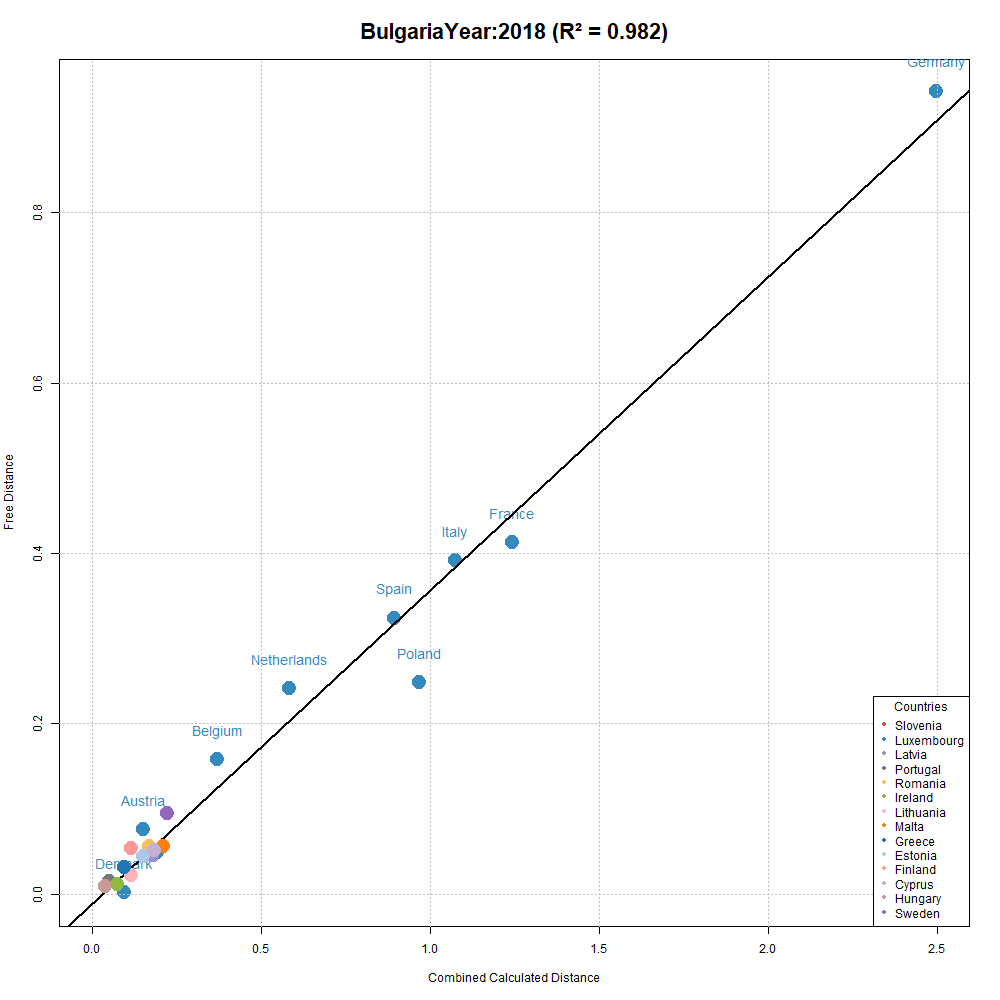 BulgariaYear:2018 (R² = 0.982)
Germany
0.8
0.6
Free Distance
France
Italy
0.4
Spain
Poland
Netherlands
0.2
Belgium
Austria
Denmark
0.0
Countries
Slovenia
Luxembourg
Latvia
Portugal
Romania
Ireland
Lithuania
Malta
Greece
Estonia
Finland
Cyprus
Hungary
Sweden
0.0 0.5 1.0 1.5 2.0 2.5
Combined Calculated Distance